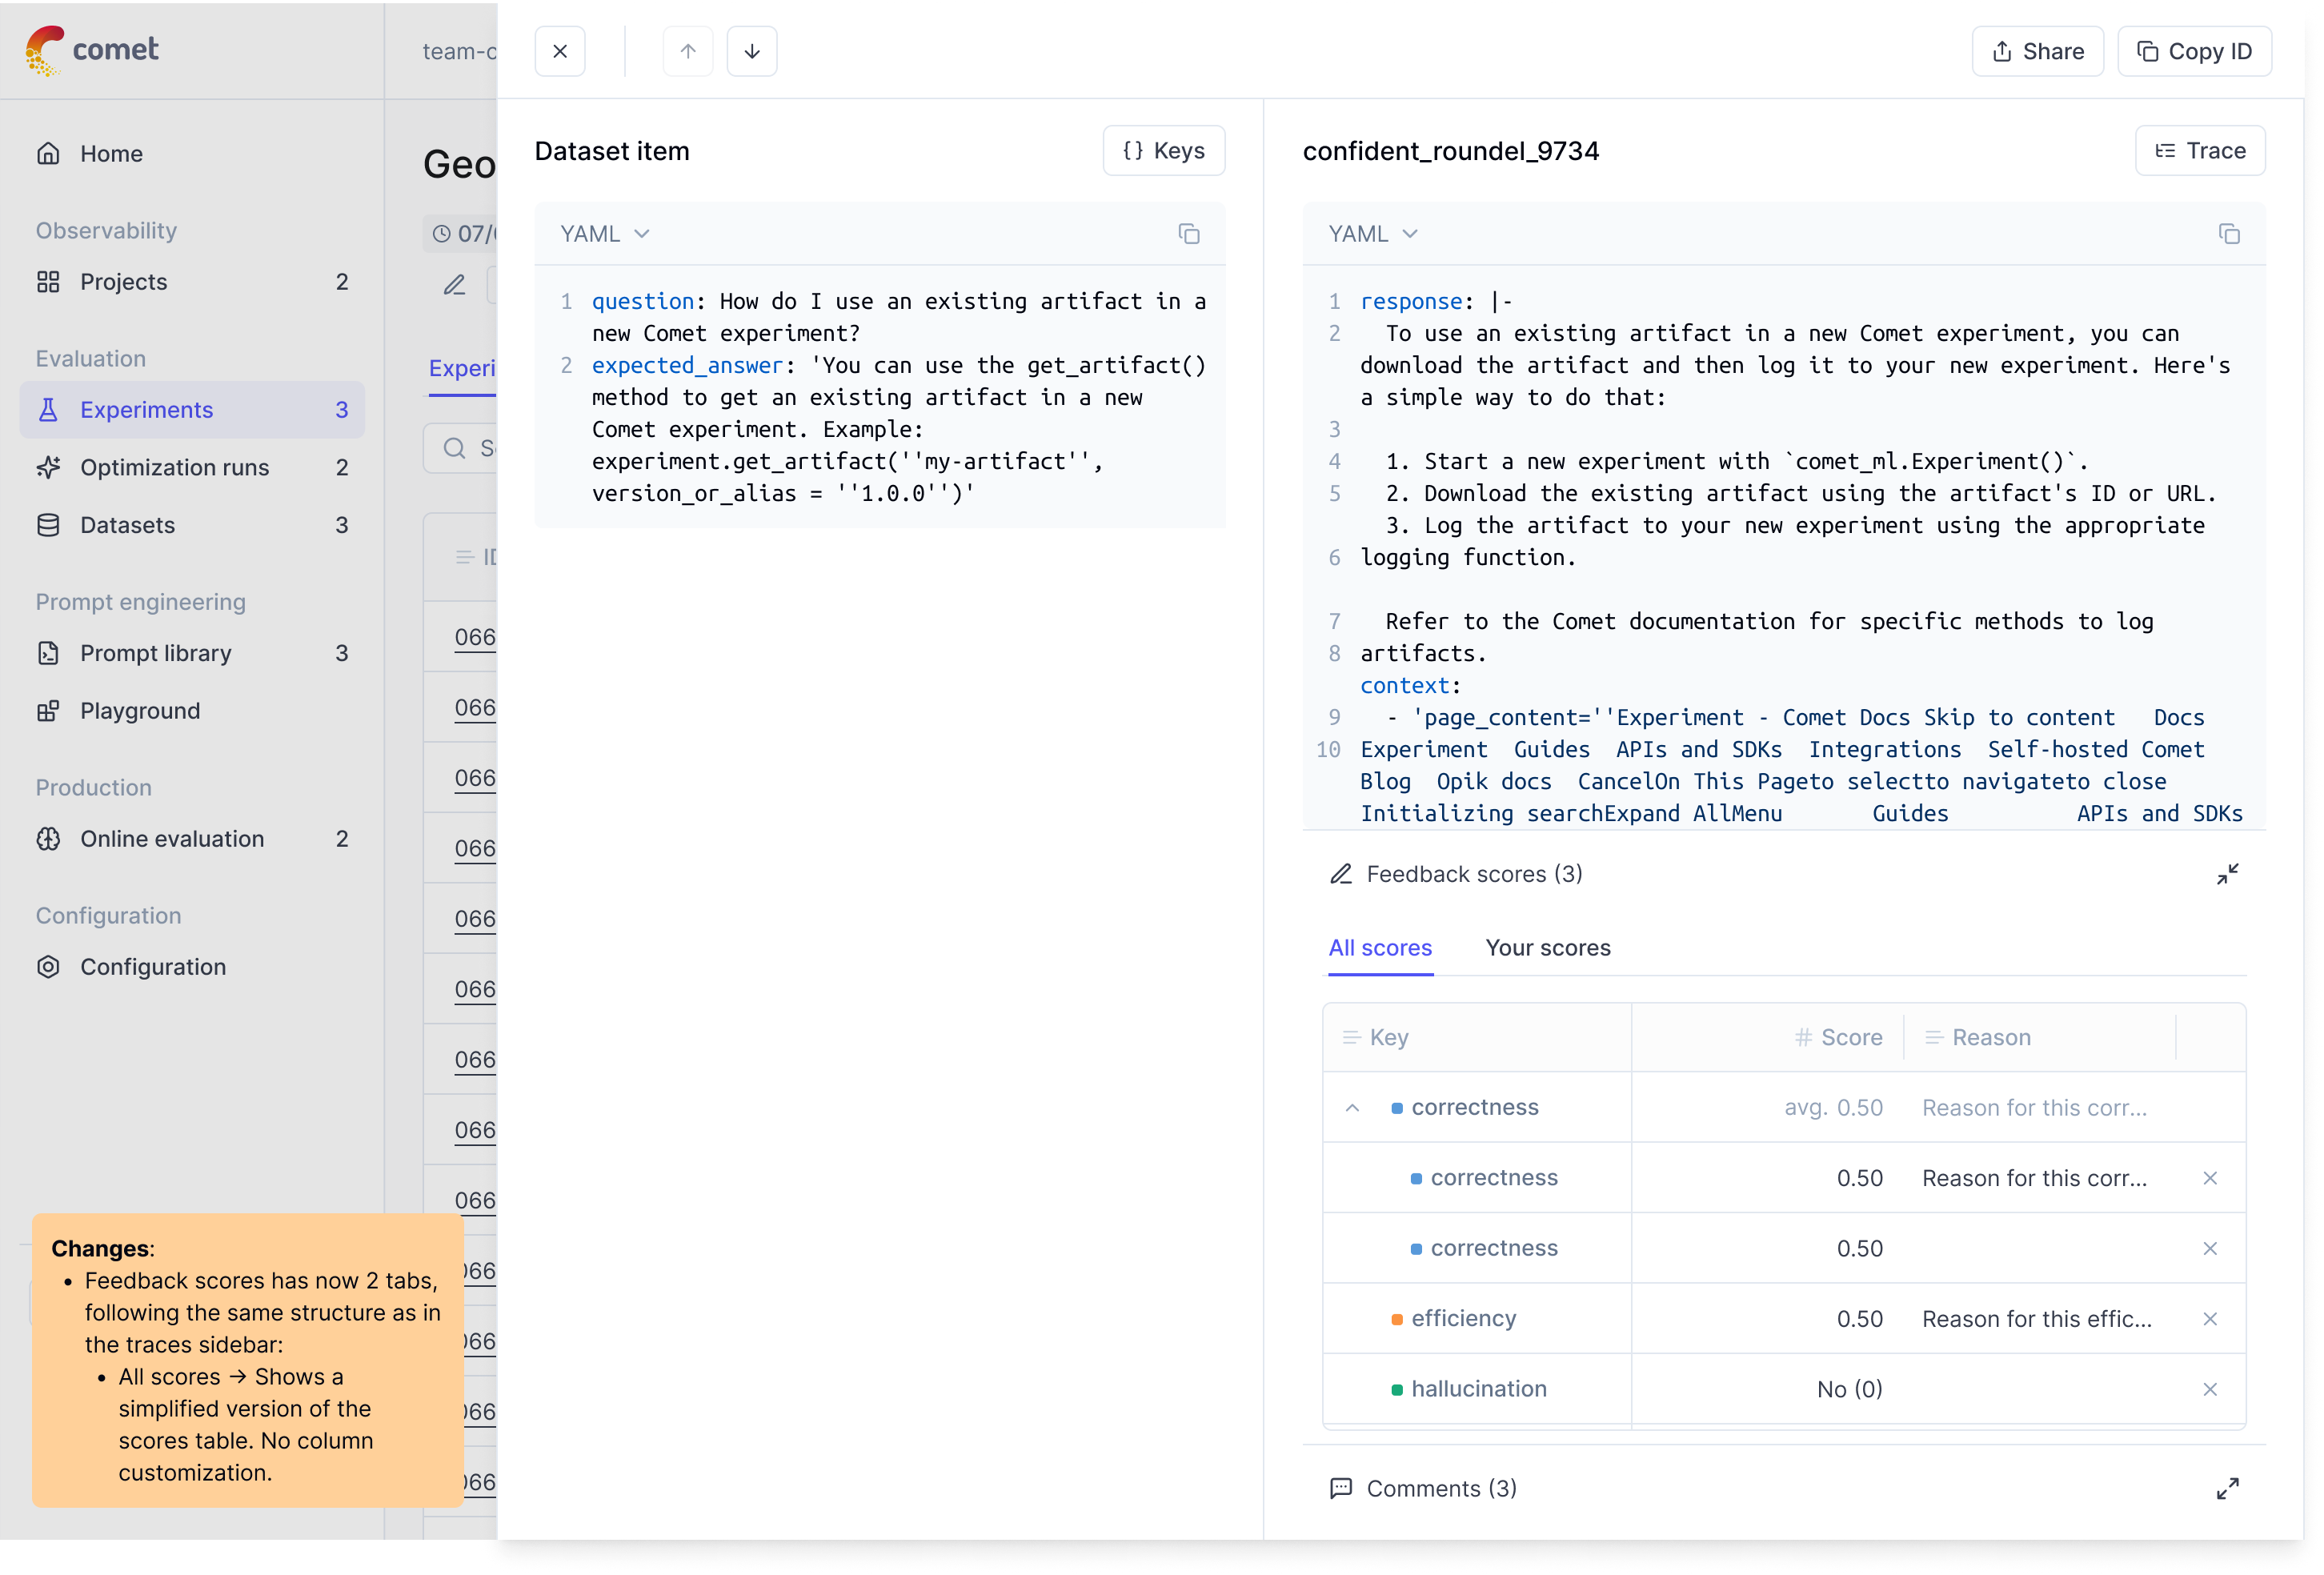 comet
team-c
Share
Copy ID
Home
Observability
Projects 2
Evaluation
Experiments 3
Optimization runs 2
Datasets 3
Prompt engineering
Prompt library 3
Playground
Production
Online evaluation 2
Configuration
Configuration
Geo
07/
Experi
S
ID
066
066
066
066
066
066
066
066
066
066
066
066
066
Changes:
Feedback scores has now 2 tabs,
following the same structure as in
the traces sidebar:
All scores → Shows a
simplified version of the
scores table. No column
customization.
Dataset item
{} Keys
YAML
1 question: How do I use an existing artifact in a
new Comet experiment?
2 expected_answer: 'You can use the get_artifact()
method to get an existing artifact in a new
Comet experiment. Example:
experiment.get_artifact(''my-artifact'',
version_or_alias = ''1.0.0'')'
confident_roundel_9734
Trace
YAML
1 response: |-
2 To use an existing artifact in a new Comet experiment, you can
download the artifact and then log it to your new experiment. Here's
a simple way to do that:
3
4 1. Start a new experiment with `comet_ml.Experiment()`.
5 2. Download the existing artifact using the artifact's ID or URL.
3. Log the artifact to your new experiment using the appropriate
6 logging function.
7 Refer to the Comet documentation for specific methods to log
8 artifacts.
context:
9 - 'page_content=''Experiment - Comet Docs Skip to content Docs
10 Experiment Guides APIs and SDKs Integrations Self-hosted Comet
Blog Opik docs CancelOn This Pageto selectto navigateto close
Initializing searchExpand AllMenu Guides APIs and SDKs
Feedback scores (3)
All scores Your scores
Key # Score Reason
correctness avg. 0.50 Reason for this corr...
correctness 0.50 Reason for this corr...
correctness 0.50
efficiency 0.50 Reason for this effic...
hallucination No (0)
Comments (3)